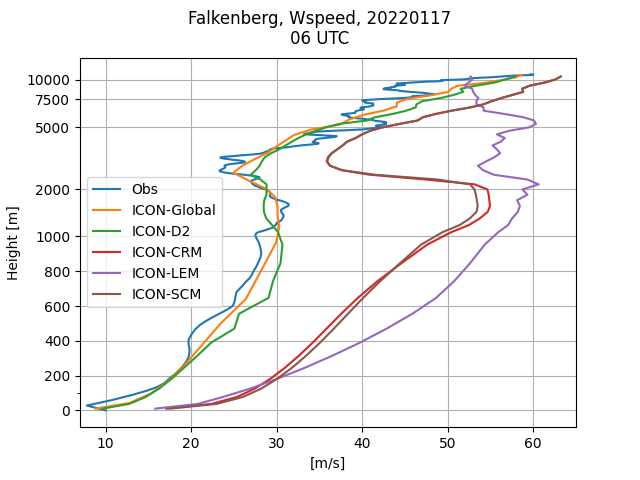 Falkenberg, Wspeed, 20220117
06 UTC
10000
7500
5000
2000
1000
800
600
400
200
0
Height [m]
Obs
ICON-Global
ICON-D2
ICON-CRM
ICON-LEM
ICON-SCM
10 20 30 40 50 60
[m/s]